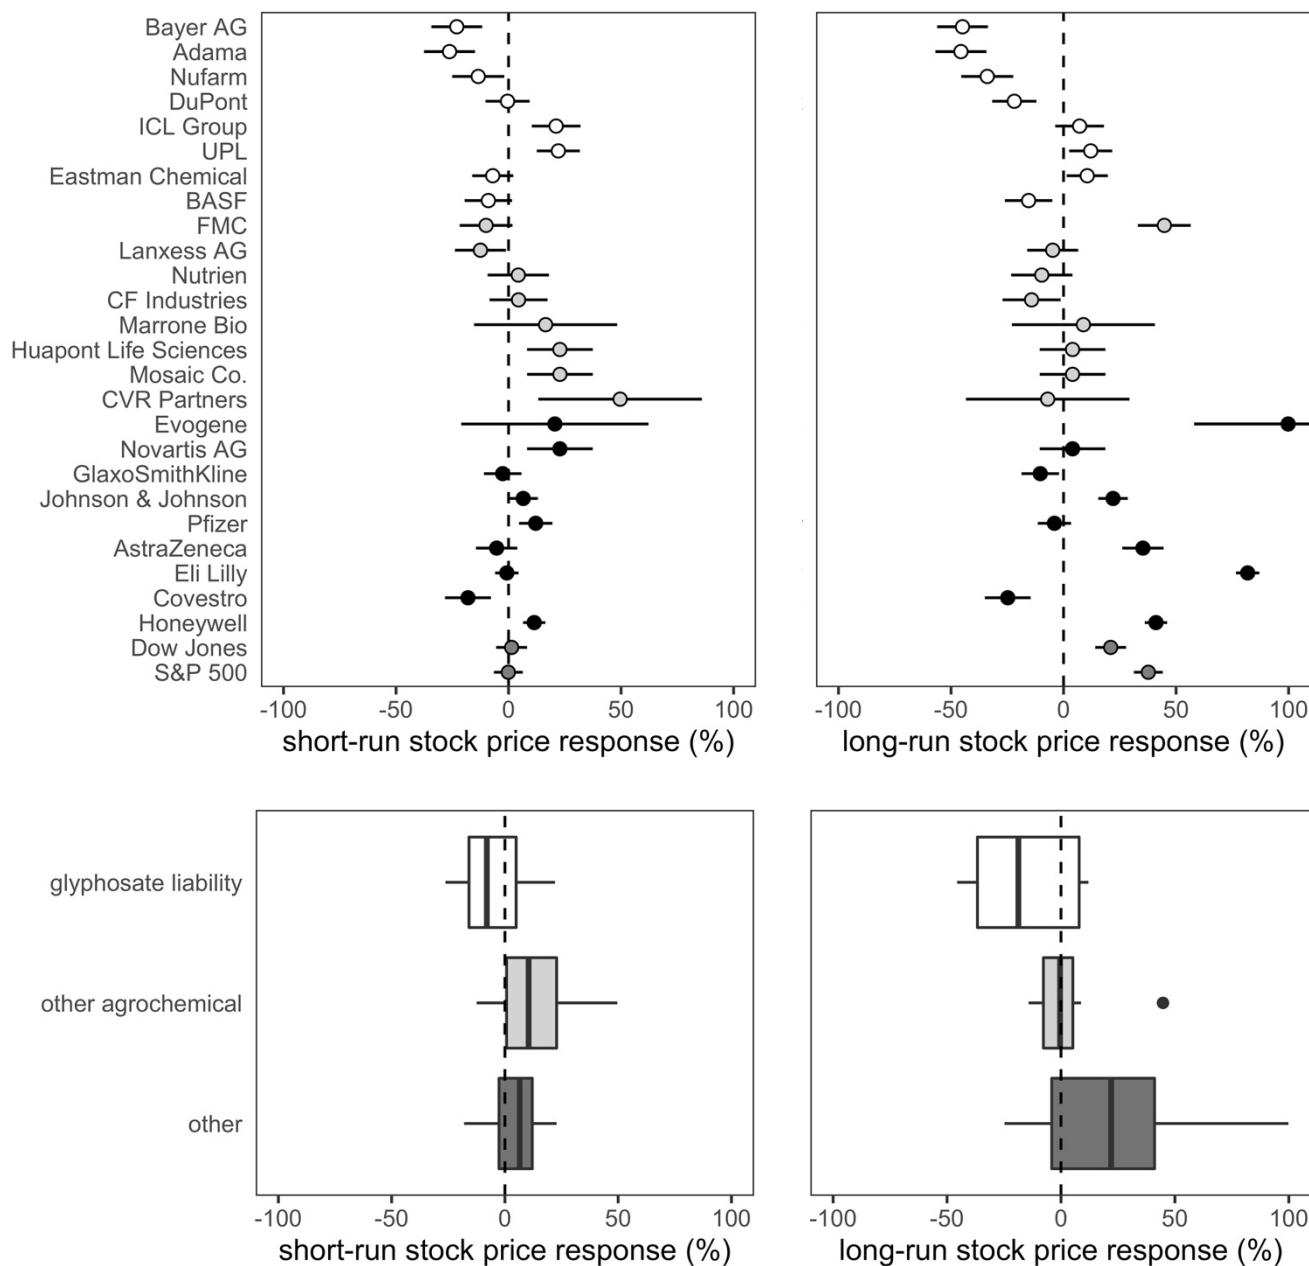 Bayer AG
Adama
Nufarm
DuPont
ICL Group
UPL
Eastman Chemical
BASF
FMC
Lanxess AG
Nutrien
CF Industries
Marrone Bio
Huapont Life Sciences
Mosaic Co.
CVR Partners
Evogene
Novartis AG
GlaxoSmithKline
Johnson & Johnson
Pfizer
AstraZeneca
Eli Lilly
Covestro
Honeywell
Dow Jones
S&P 500
-100 -50 0 50 100
short-run stock price response (%)
-100 -50 0 50 100
long-run stock price response (%)
glyphosate liability
other agrochemical
other
-100 -50 0 50 100
short-run stock price response (%)
-100 -50 0 50 100
long-run stock price response (%)